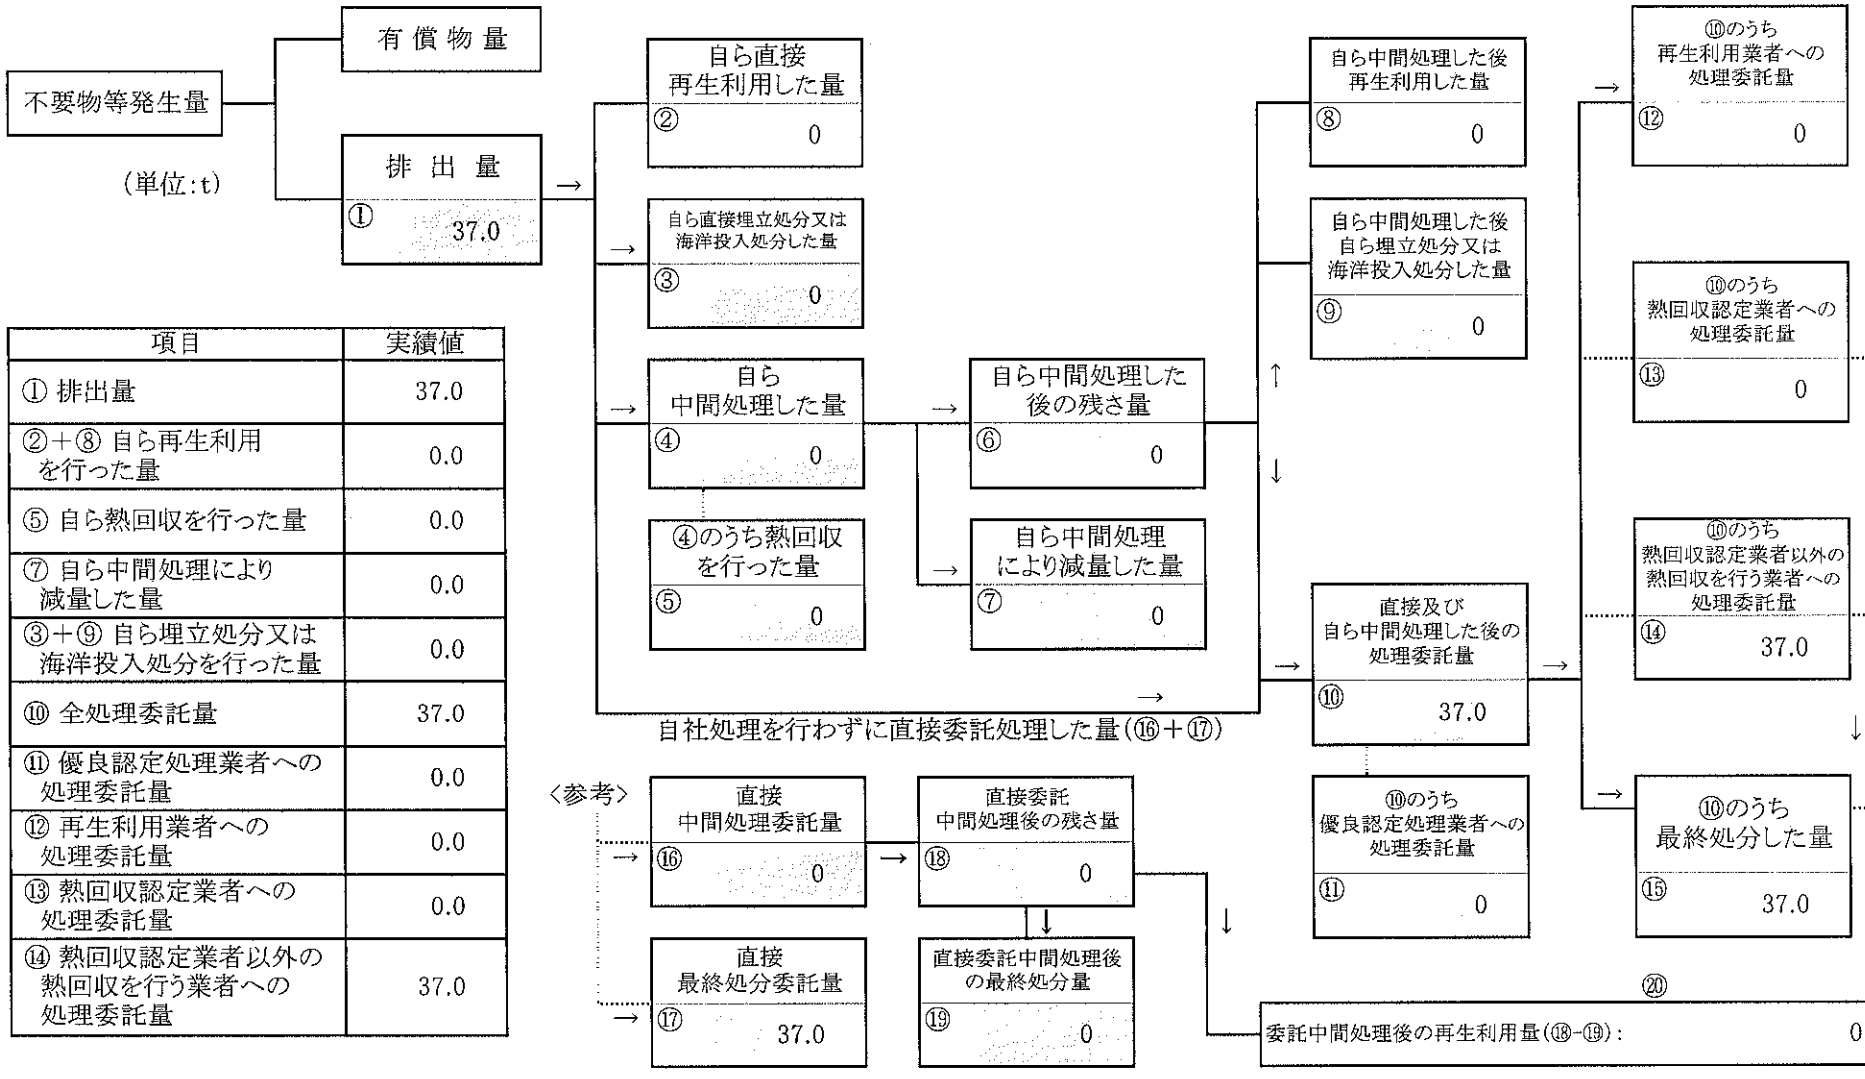 有償物量
不要物等発生量
(単位:t)
排出量
①
37.0
自ら直接
再生利用した量
②
0
自ら直接埋立処分又は
海洋投入処分した量
③
0
自ら
中間処理した量
④
0
④のうち熱回収
を行った量
⑤
0
自ら中間処理した
後の残さ量
⑥
0
自ら中間処理
により減量した量
⑦
0
自ら中間処理した後
再生利用した量
⑧
0
自ら中間処理した後
自ら埋立処分又は
海洋投入処分した量
⑨
0
直接及び
自ら中間処理した後の
処理委託量
⑩
37.0
⑩のうち
優良認定処理業者への
処理委託量
⑪
0
⑩のうち
再生利用業者への
処理委託量
⑫
0
⑩のうち
熱回収認定業者への
処理委託量
⑬
0
⑩のうち
熱回収認定業者以外の
熱回収を行う業者への
処理委託量
⑭
37.0
⑩のうち
最終処分した量
⑮
37.0
自社処理を行わずに直接委託処理した量(⑯+⑰)
<参考>
直接
中間処理委託量
⑯
0
直接
最終処分委託量
⑰
37.0
直接委託
中間処理後の残さ量
⑱
0
直接委託中間処理後
の最終処分量
⑲
0
⑳
委託中間処理後の再生利用量(⑱-⑲): 0
項目 実績値
① 排出量 37.0
②+⑧ 自ら再生利用
を行った量 0.0
⑤ 自ら熱回収を行った量 0.0
⑦ 自ら中間処理により
減量した量 0.0
③+⑨ 自ら埋立処分又は
海洋投入処分を行った量 0.0
⑩ 全処理委託量 37.0
⑪ 優良認定処理業者への
処理委託量 0.0
⑫ 再生利用業者への
処理委託量 0.0
⑬ 熱回収認定業者への
処理委託量 0.0
⑭ 熱回収認定業者以外の
熱回収を行う業者への
処理委託量 37.0